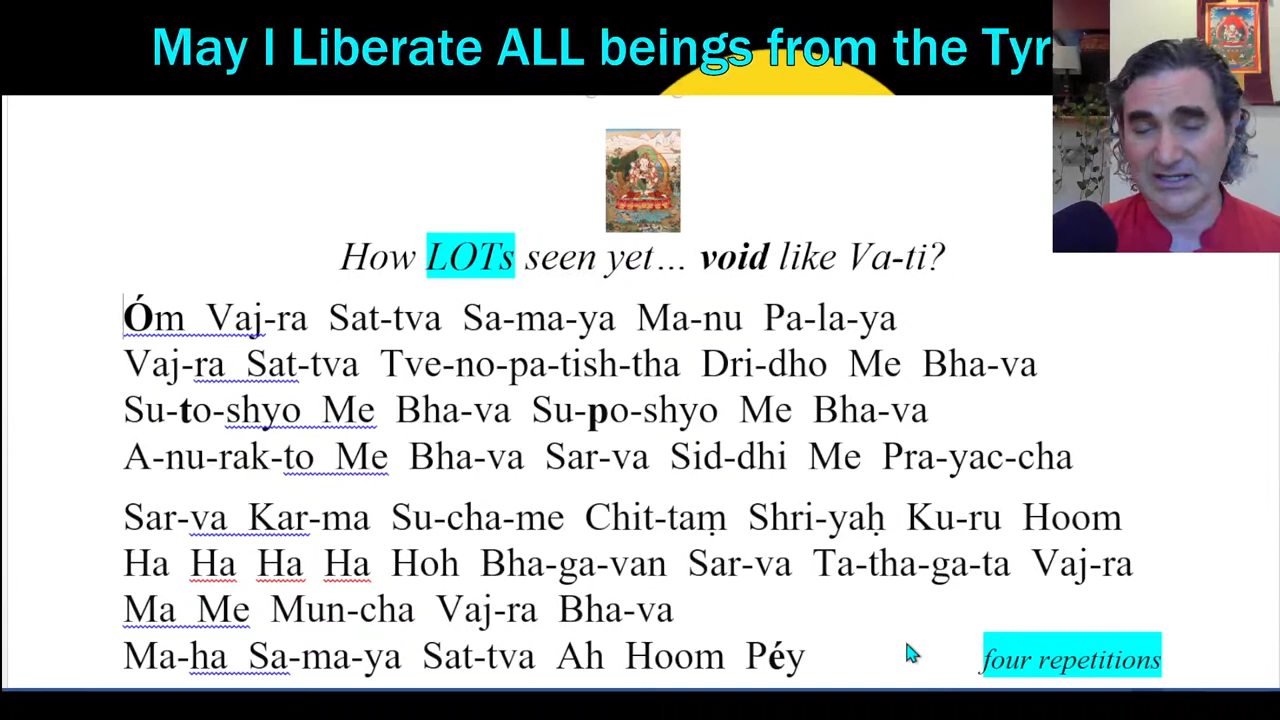 May I Liberate ALL beings from the Tyr
How LOTs seen yet… void like Va-ti?
Óm Vaj-ra Sat-tva Sa-ma-ya Ma-nu Pa-la-ya
Vaj-ra Sat-tva Tve-no-pa-tish-tha Dri-dho Me Bha-va
Su-to-shyo Me Bha-va Su-po-shyo Me Bha-va
A-nu-rak-to Me Bha-va Sar-va Sid-dhi Me Pra-yac-cha
Sar-va Kar-ma Su-cha-me Chit-taṃ Shri-yaḥ Ku-ru Hoom
Ha Ha Ha Ha Hoh Bha-ga-van Sar-va Ta-tha-ga-ta Vaj-ra
Ma Me Mun-cha Vaj-ra Bha-va
Ma-ha Sa-ma-ya Sat-tva Ah Hoom Péy
four repetitions